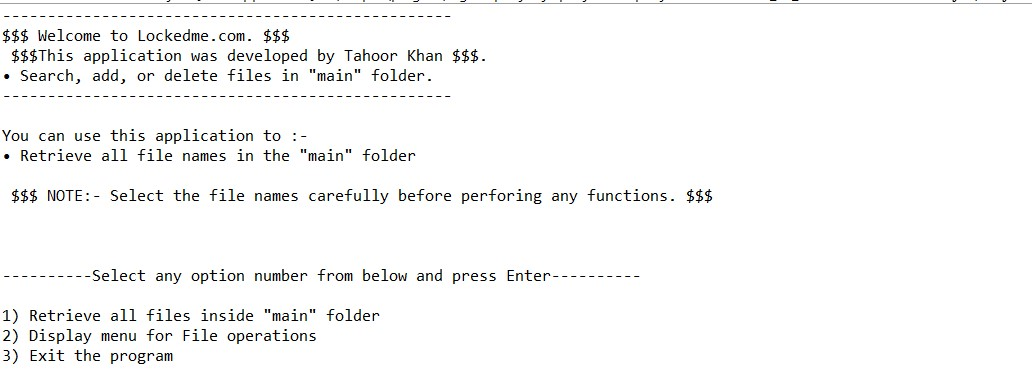 --------------------------------------------------
$$$ Welcome to Lockedme.com. $$$
$$$This application was developed by Tahoor Khan $$$.
• Search, add, or delete files in "main" folder.
--------------------------------------------------
You can use this application to :-
• Retrieve all file names in the "main" folder
$$$ NOTE:- Select the file names carefully before perforing any functions. $$$
----------Select any option number from below and press Enter----------
1) Retrieve all files inside "main" folder
2) Display menu for File operations
3) Exit the program